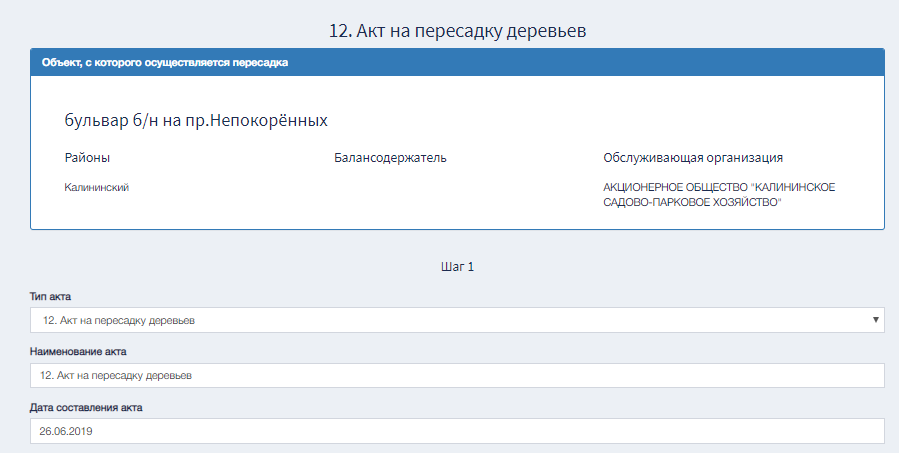 12. Акт на пересадку деревьев
Объект, с которого осуществляется пересадка
бульвар б/н на пр.Непокорённых
Районы
Балансодержатель
Обслуживающая организация
Калининский
АКЦИОНЕРНОЕ ОБЩЕСТВО "КАЛИНИНСКОЕ
САДОВО-ПАРКОВОЕ ХОЗЯЙСТВО"
Шаг 1
Тип акта
12. Акт на пересадку деревьев
Наименование акта
12. Акт на пересадку деревьев
Дата составления акта
26.06.2019